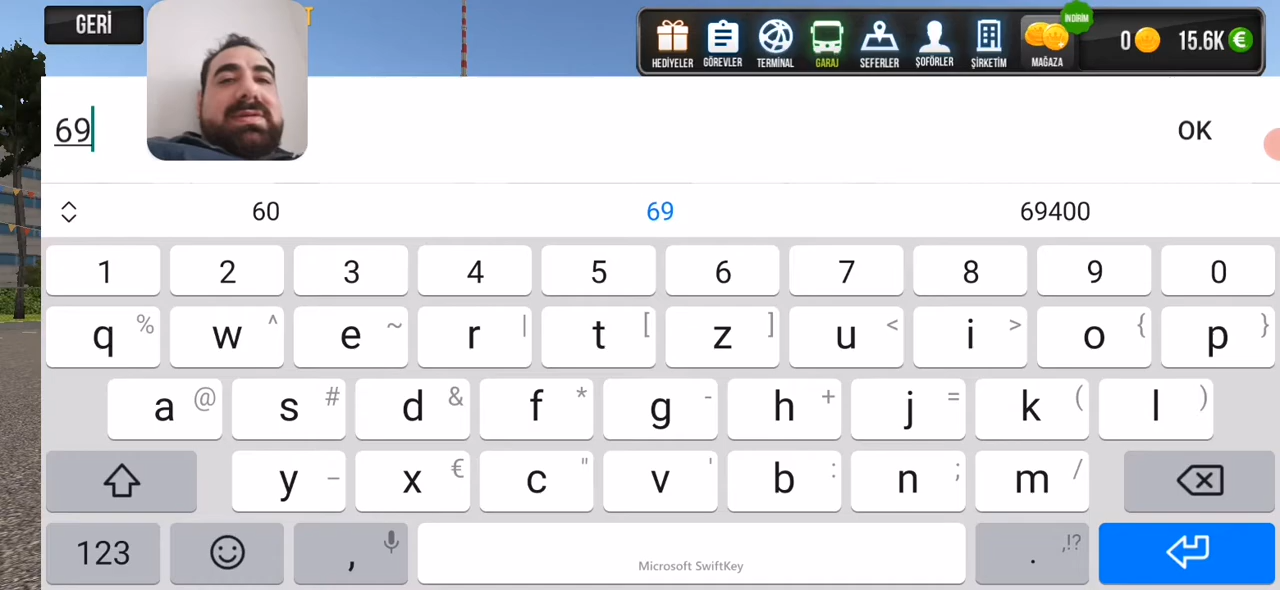 GERİ
T
İNDİRİM
0 15.6K €
HEDİYELER GÖREVLER TERMİNAL GARAJ SEFERLER ŞOFÖRLER ŞİRKETİM MAĞAZA
69
OK
60 69 69400
1 2 3 4 5 6 7 8 9 0
q % w ^ e ~ r | t [ z ] u < i > o { p }
a @ s # d & f * g - h + j = k ( l )
y _ x € c " v ' b : n ; m /
123 , Microsoft SwiftKey . ,!?